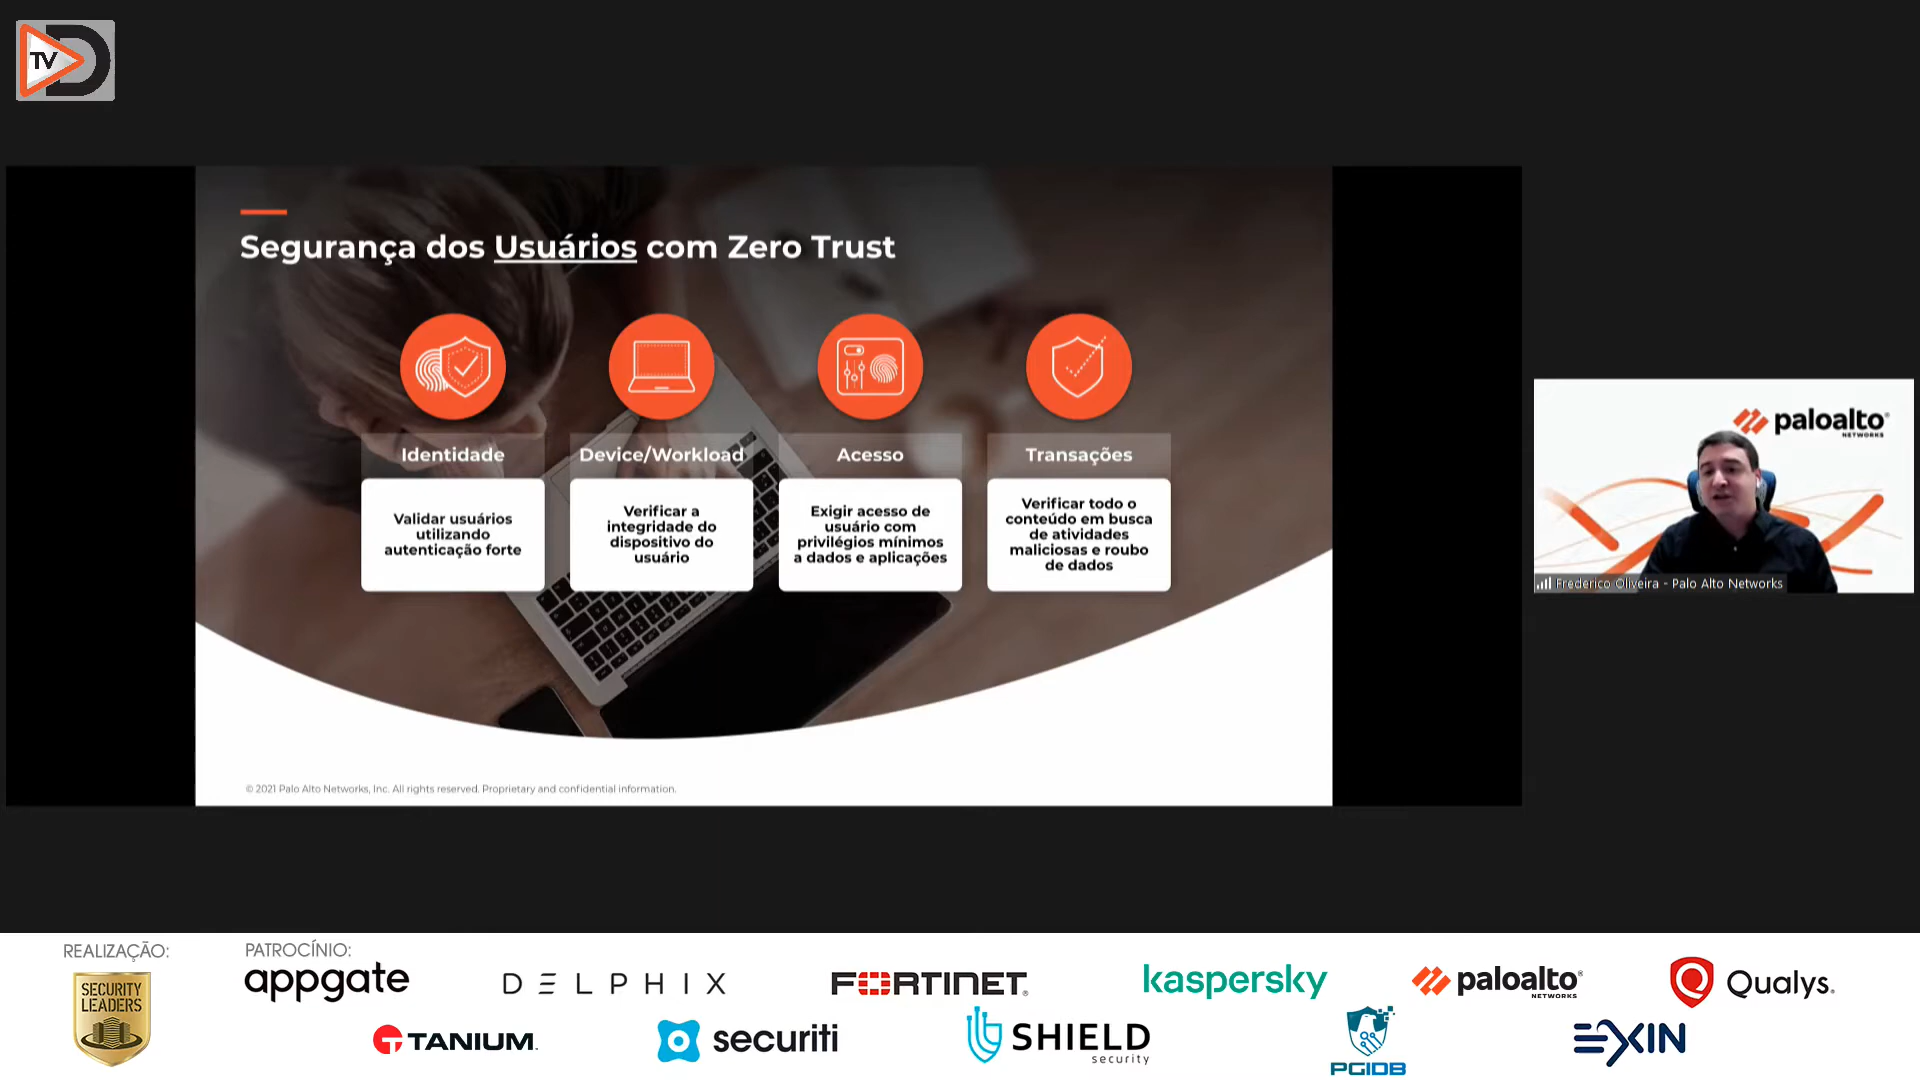 TV
Segurança dos Usuários com Zero Trust
Identidade
Validar usuários
utilizando
autenticação forte
Device/Workload
Verificar a
integridade do
dispositivo do
usuário
Acesso
Exigir acesso de
usuário com
privilégios mínimos
a dados e aplicações
Transações
Verificar todo o
conteúdo em busca
de atividades
maliciosas e roubo
de dados
© 2021 Palo Alto Networks, Inc. All rights reserved. Proprietary and confidential information.
paloalto®
NETWORKS
Frederico Oliveira - Palo Alto Networks
REALIZAÇÃO:
SECURITY
LEADERS
PATROCÍNIO:
appgate
DELPHIX
FORTINET®
kaspersky
paloalto®
NETWORKS
Qualys.
TANIUM.
securiti
SHIELD
security
PGIDB
EXIN